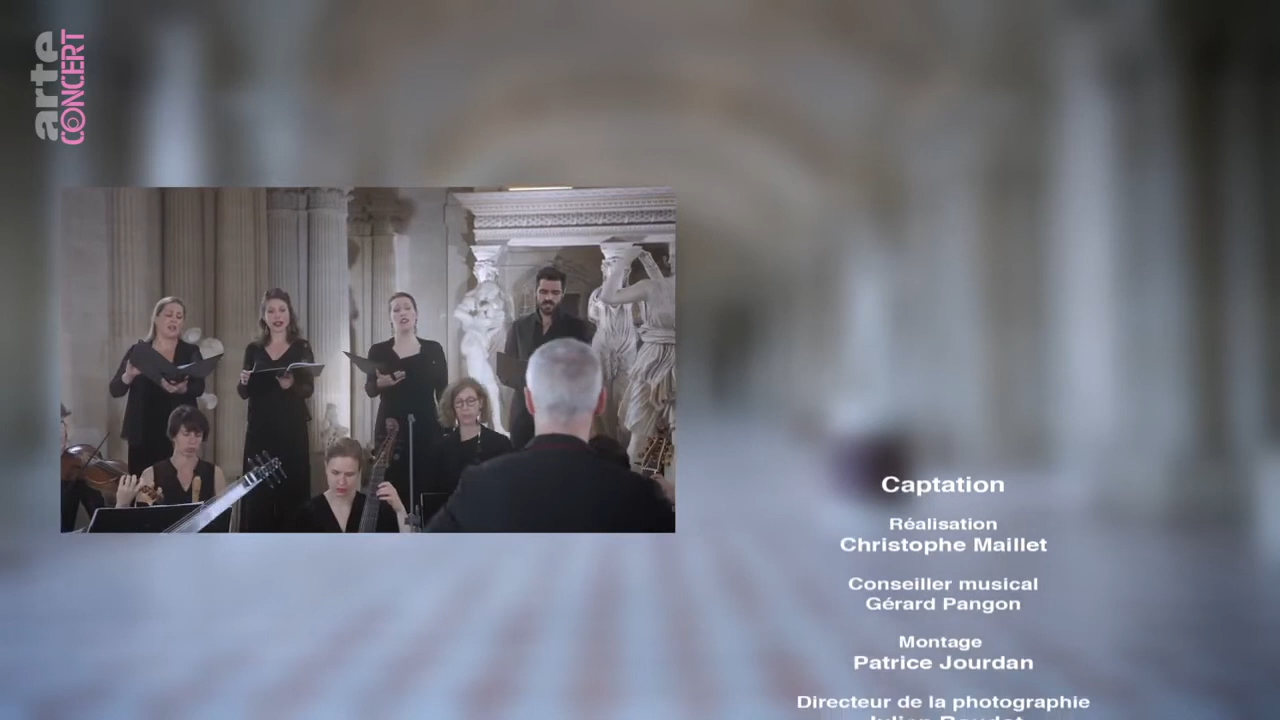 arte
CONCERT
Captation
Réalisation
Christophe Maillet
Conseiller musical
Gérard Pangon
Montage
Patrice Jourdan
Directeur de la photographie